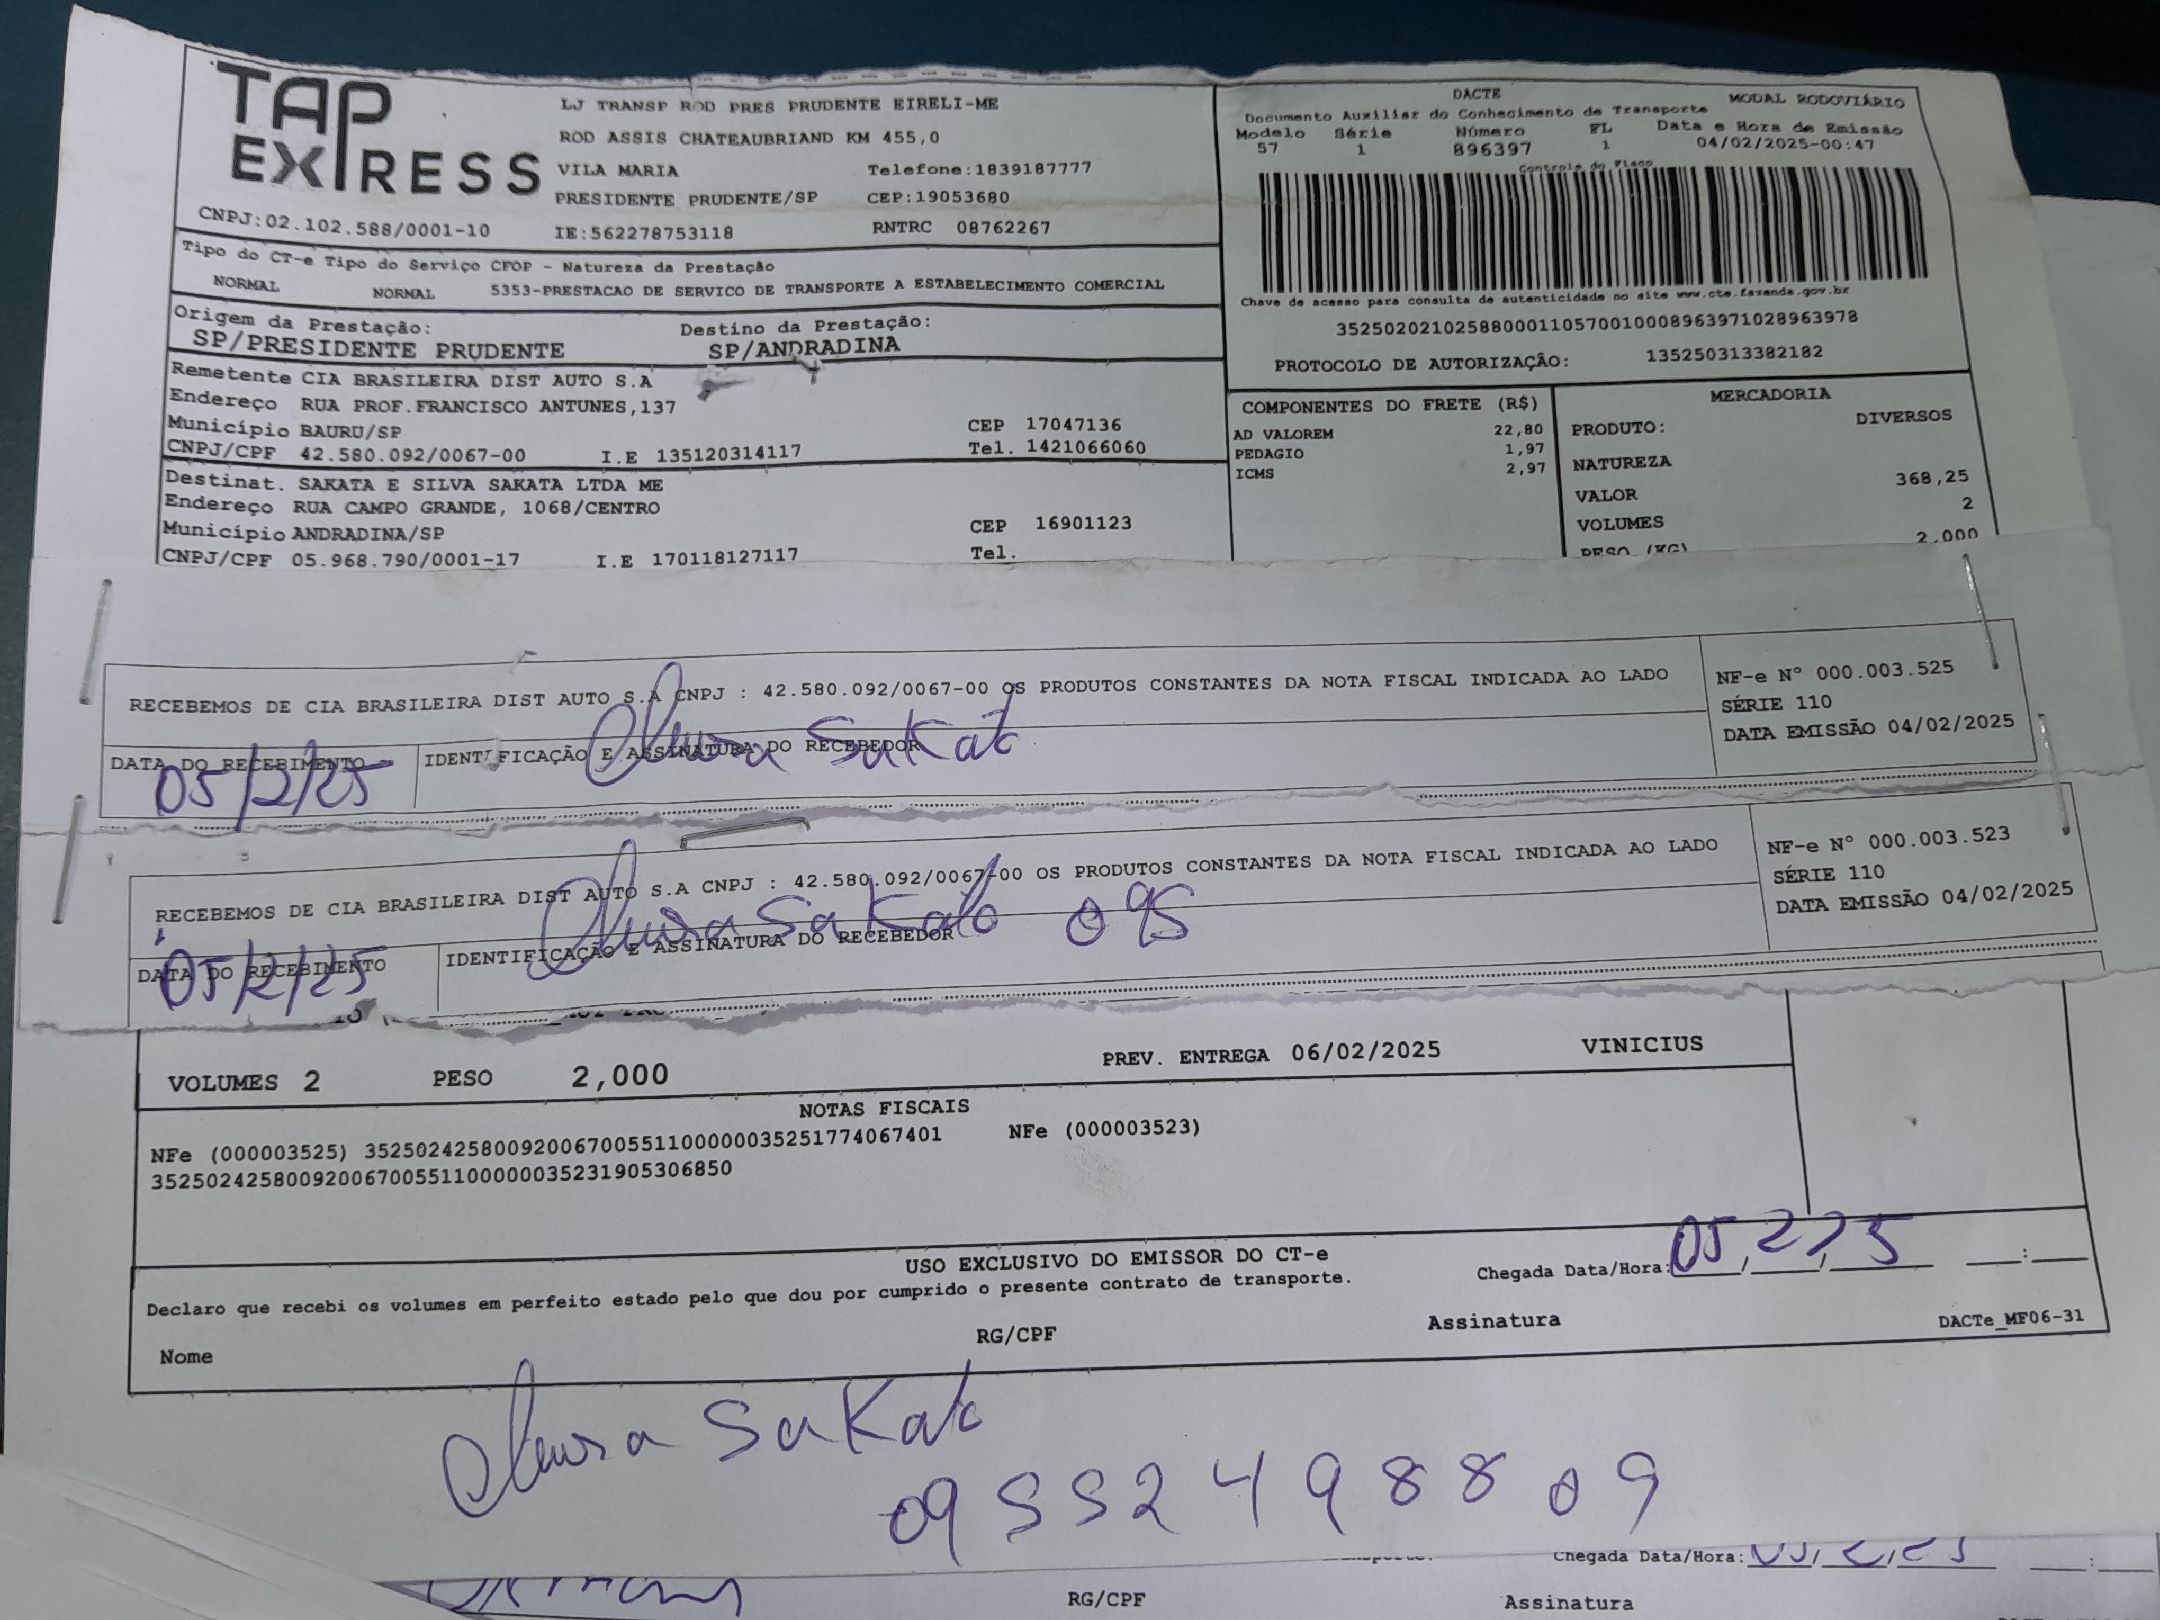 TAP EXPRESS
LJ TRANSP ROD PRES PRUDENTE EIRELI-ME
ROD ASSIS CHATEAUBRIAND KM 455,0
VILA MARIA Telefone:1839187777
PRESIDENTE PRUDENTE/SP CEP:19053680
CNPJ:02.102.588/0001-10 IE:562278753118 RNTRC 08762267
DACTE MODAL RODOVIÁRIO
Documento Auxiliar do Conhecimento de Transporte
Modelo Série Número FL Data e Hora de Emissão
57 1 896397 1 04/02/2025-00:47
Controle do Fisco
Chave de acesso para consulta de autenticidade no site www.cte.fazenda.gov.br
35250202102588000110570010008963971028963978
PROTOCOLO DE AUTORIZAÇÃO: 135250313382182
Tipo do CT-e Tipo do Serviço CFOP - Natureza da Prestação
NORMAL NORMAL 5353-PRESTACAO DE SERVICO DE TRANSPORTE A ESTABELECIMENTO COMERCIAL
Origem da Prestação: Destino da Prestação:
SP/PRESIDENTE PRUDENTE SP/ANDRADINA
Remetente CIA BRASILEIRA DIST AUTO S.A
Endereço RUA PROF.FRANCISCO ANTUNES,137
Município BAURU/SP CEP 17047136
CNPJ/CPF 42.580.092/0067-00 I.E 135120314117 Tel. 1421066060
Destinat. SAKATA E SILVA SAKATA LTDA ME
Endereço RUA CAMPO GRANDE, 1068/CENTRO
Município ANDRADINA/SP CEP 16901123
CNPJ/CPF 05.968.790/0001-17 I.E 170118127117 Tel.
COMPONENTES DO FRETE (R$)
AD VALOREM 22,80
PEDAGIO 1,97
ICMS 2,97
MERCADORIA
PRODUTO: DIVERSOS
NATUREZA
VALOR 368,25
VOLUMES 2
PESO (KG) 2,000
RECEBEMOS DE CIA BRASILEIRA DIST AUTO S.A CNPJ : 42.580.092/0067-00 OS PRODUTOS CONSTANTES DA NOTA FISCAL INDICADA AO LADO
NF-e Nº 000.003.525
SÉRIE 110
DATA EMISSÃO 04/02/2025
DATA DO RECEBIMENTO IDENTIFICAÇÃO E ASSINATURA DO RECEBEDOR
05/2/25 Sakat
RECEBEMOS DE CIA BRASILEIRA DIST AUTO S.A CNPJ : 42.580.092/0067-00 OS PRODUTOS CONSTANTES DA NOTA FISCAL INDICADA AO LADO
NF-e Nº 000.003.523
SÉRIE 110
DATA EMISSÃO 04/02/2025
DATA DO RECEBIMENTO IDENTIFICAÇÃO E ASSINATURA DO RECEBEDOR
05/2/25 Sakato 095
VOLUMES 2 PESO 2,000 PREV. ENTREGA 06/02/2025 VINICIUS
NOTAS FISCAIS
NFe (000003525) 35250242580092006700551100000035251774067401 NFe (000003523)
35250242580092006700551100000035231905306850
USO EXCLUSIVO DO EMISSOR DO CT-e
Declaro que recebi os volumes em perfeito estado pelo que dou por cumprido o presente contrato de transporte.
Chegada Data/Hora: 05/2/25 __:__
Nome RG/CPF Assinatura DACTe_MF06-31
Sakato
09552498809
Chegada Data/Hora:
RG/CPF Assinatura